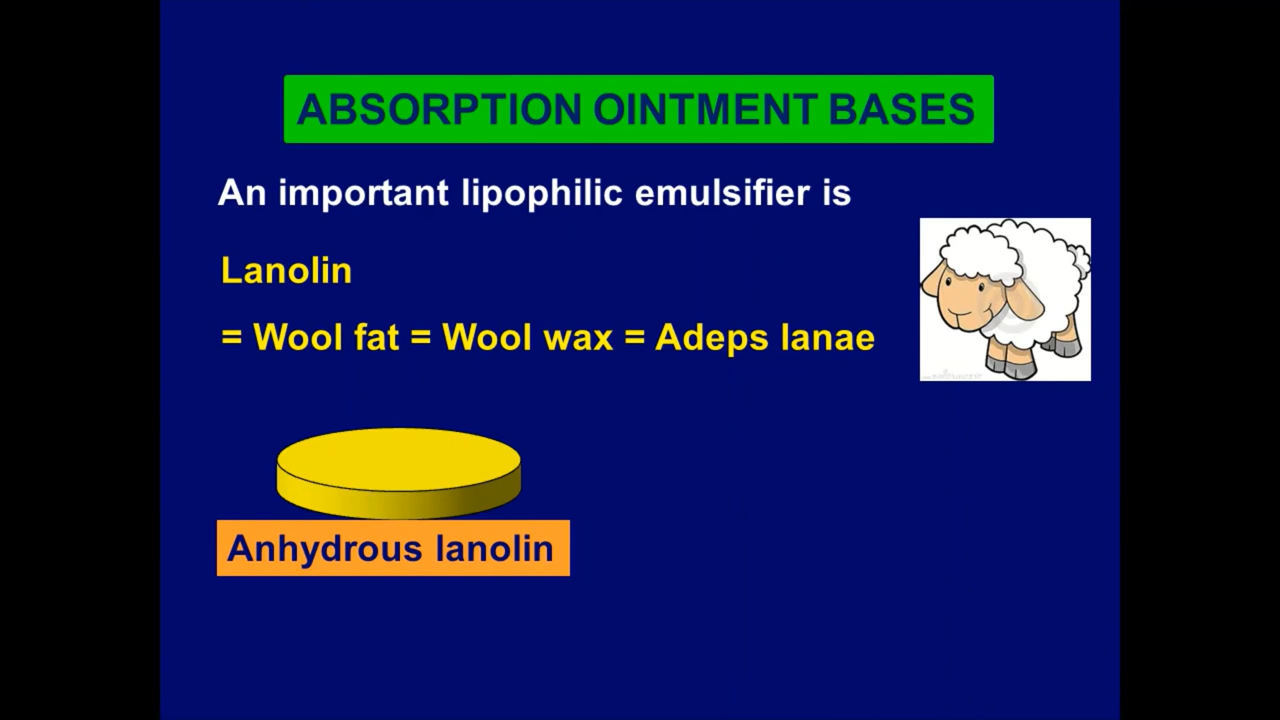 ABSORPTION OINTMENT BASES
An important lipophilic emulsifier is
Lanolin
= Wool fat = Wool wax = Adeps lanae
Anhydrous lanolin